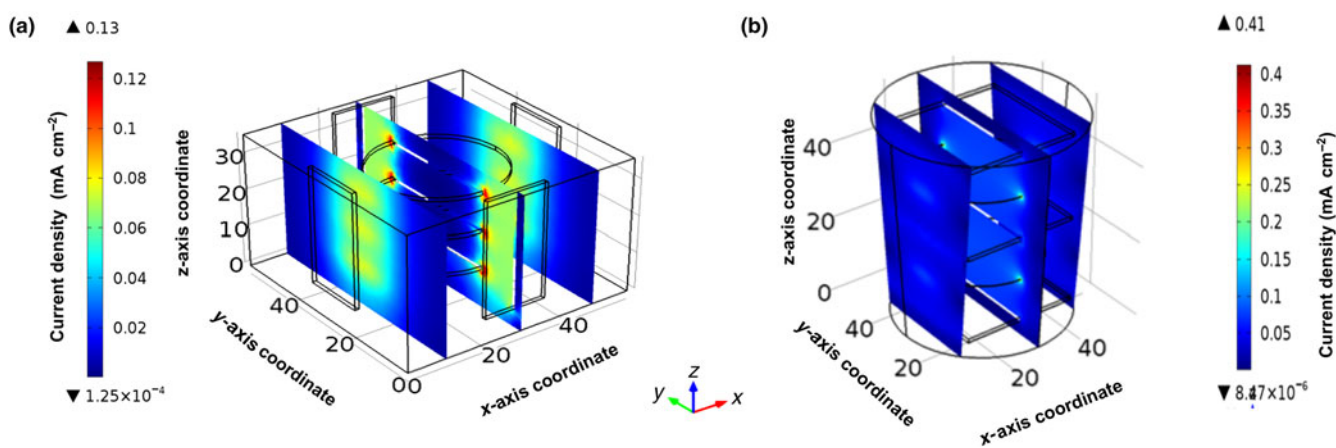 (a)
▲ 0.13
0.12
0.1
0.08
0.06
0.04
0.02
▼ 1.25×10⁻⁴
Current density (mA cm⁻²)
z-axis coordinate
30
20
10
0
y-axis coordinate
40
20
0
0
20
40
x-axis coordinate
z
y
x
(b)
z-axis coordinate
40
20
0
y-axis coordinate
40
20
20
40
x-axis coordinate
▲ 0.41
0.4
0.35
0.3
0.25
0.2
0.15
0.1
0.05
Current density (mA cm⁻²)